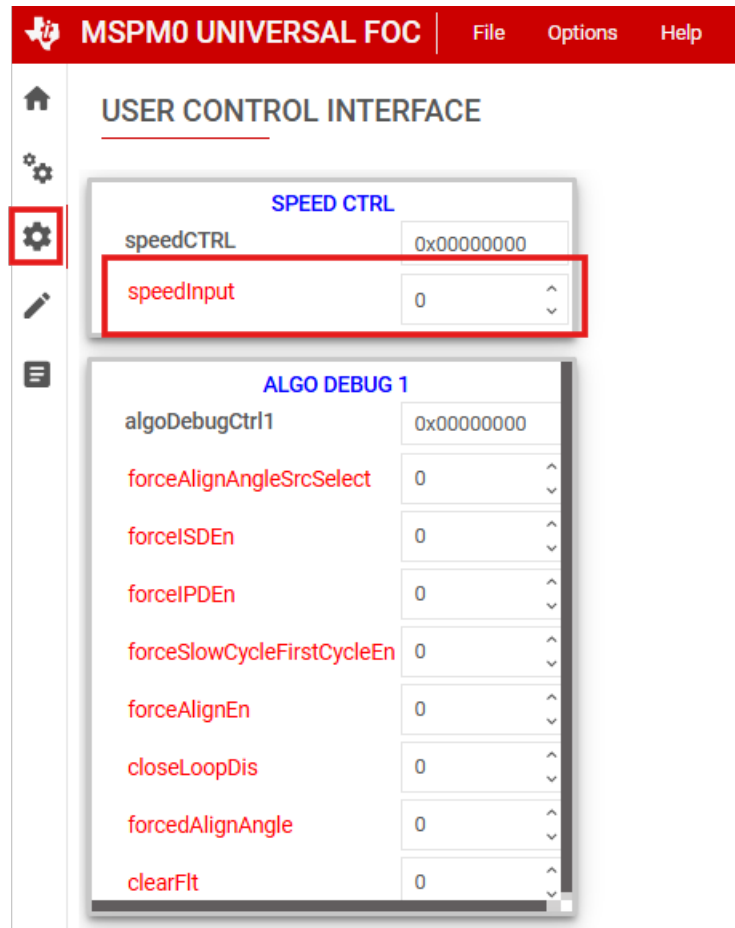 MSPM0 UNIVERSAL FOC File Options Help
USER CONTROL INTERFACE
SPEED CTRL
speedCTRL 0x00000000
speedInput 0
ALGO DEBUG 1
algoDebugCtrl1 0x00000000
forceAlignAngleSrcSelect 0
forceISDEn 0
forceIPDEn 0
forceSlowCycleFirstCycleEn 0
forceAlignEn 0
closeLoopDis 0
forcedAlignAngle 0
clearFlt 0